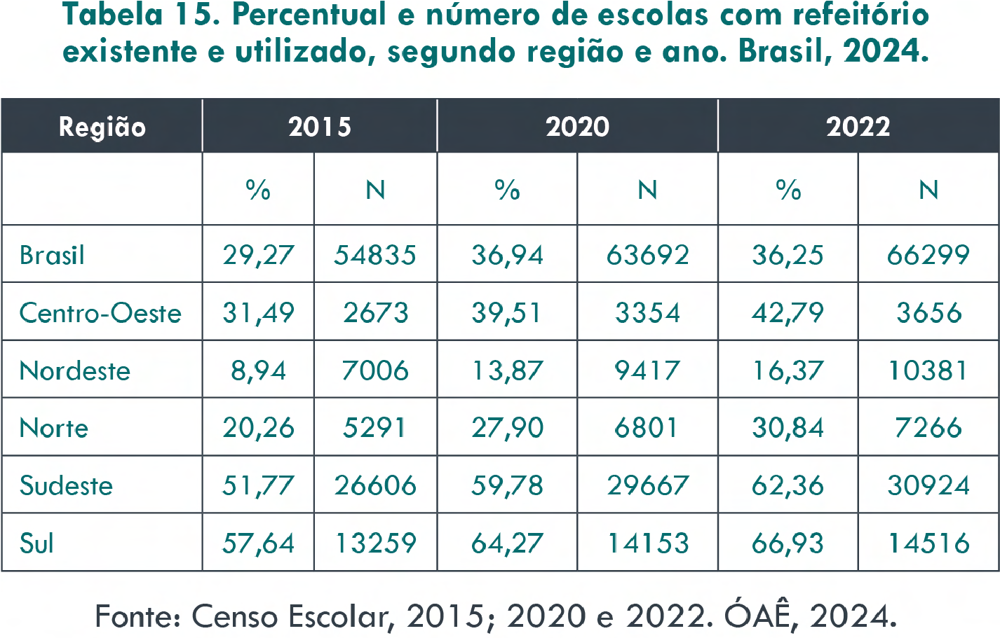 Tabela 15. Percentual e número de escolas com refeitório
existente e utilizado, segundo região e ano. Brasil, 2024.
Região 2015 2020 2022
% N % N % N
Brasil 29,27 54835 36,94 63692 36,25 66299
Centro-Oeste 31,49 2673 39,51 3354 42,79 3656
Nordeste 8,94 7006 13,87 9417 16,37 10381
Norte 20,26 5291 27,90 6801 30,84 7266
Sudeste 51,77 26606 59,78 29667 62,36 30924
Sul 57,64 13259 64,27 14153 66,93 14516
Fonte: Censo Escolar, 2015; 2020 e 2022. ÓAÊ, 2024.